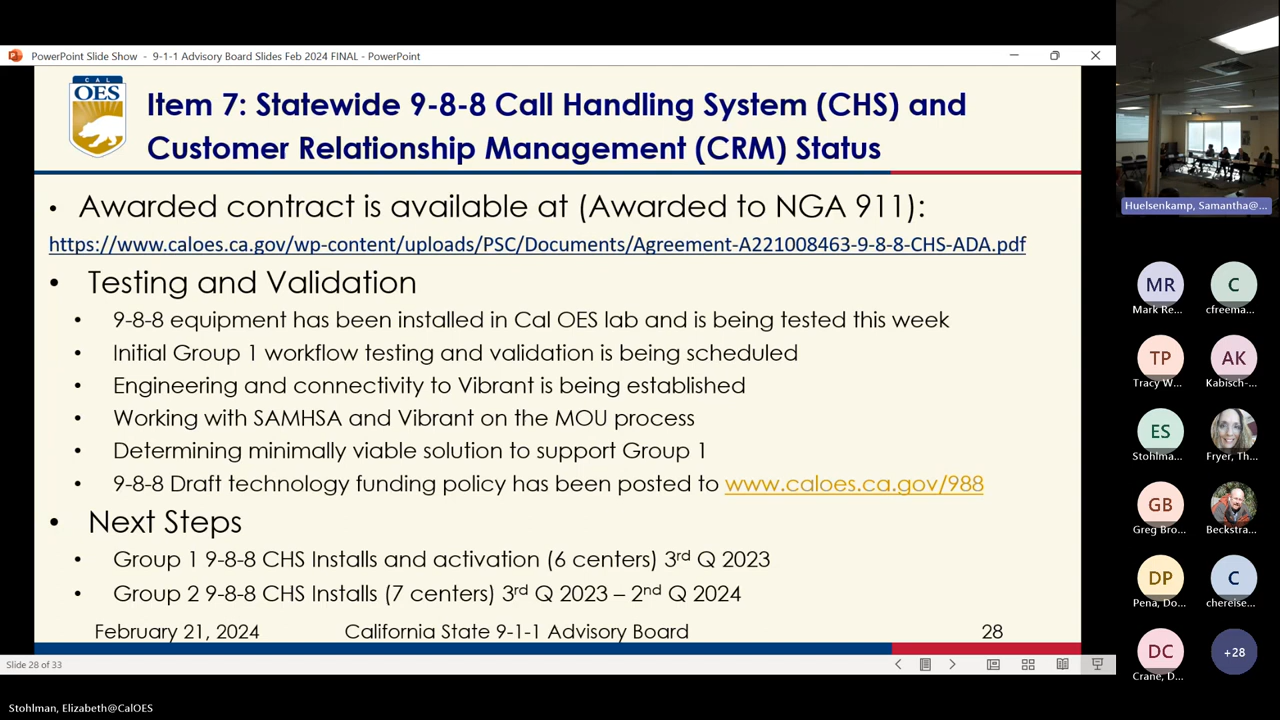 PowerPoint Slide Show - 9-1-1 Advisory Board Slides Feb 2024 FINAL - PowerPoint
CAL
OES
Item 7: Statewide 9-8-8 Call Handling System (CHS) and
Customer Relationship Management (CRM) Status
• Awarded contract is available at (Awarded to NGA 911):
https://www.caloes.ca.gov/wp-content/uploads/PSC/Documents/Agreement-A221008463-9-8-8-CHS-ADA.pdf
• Testing and Validation
• 9-8-8 equipment has been installed in Cal OES lab and is being tested this week
• Initial Group 1 workflow testing and validation is being scheduled
• Engineering and connectivity to Vibrant is being established
• Working with SAMHSA and Vibrant on the MOU process
• Determining minimally viable solution to support Group 1
• 9-8-8 Draft technology funding policy has been posted to www.caloes.ca.gov/988
• Next Steps
• Group 1 9-8-8 CHS Installs and activation (6 centers) 3rd Q 2023
• Group 2 9-8-8 CHS Installs (7 centers) 3rd Q 2023 – 2nd Q 2024
February 21, 2024 California State 9-1-1 Advisory Board 28
Slide 28 of 33
Stohlman, Elizabeth@CalOES
Huelsenkamp, Samantha@...
MR C
Mark Re... cfreema...
TP AK
Tracy W... Kabisch-...
ES
Stohlma... Fryer, Th...
GB
Greg Bro... Beckstra...
DP C
Pena, Do... chereise...
DC +28
Crane, D...